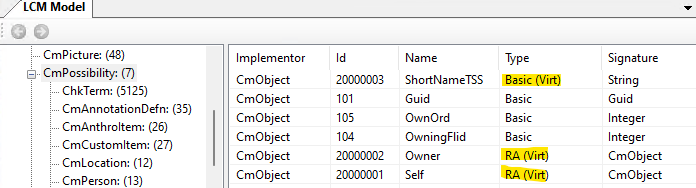 LCM Model
CmPicture: (48)
CmPossibility: (7)
ChkTerm: (5125)
CmAnnotationDefn: (35)
CmAnthroItem: (26)
CmCustomItem: (27)
CmLocation: (12)
CmPerson: (13)
Implementor Id Name Type Signature
CmObject 20000003 ShortNameTSS Basic (Virt) String
CmObject 101 Guid Basic Guid
CmObject 105 OwnOrd Basic Integer
CmObject 104 OwningFlid Basic Integer
CmObject 20000002 Owner RA (Virt) CmObject
CmObject 20000001 Self RA (Virt) CmObject